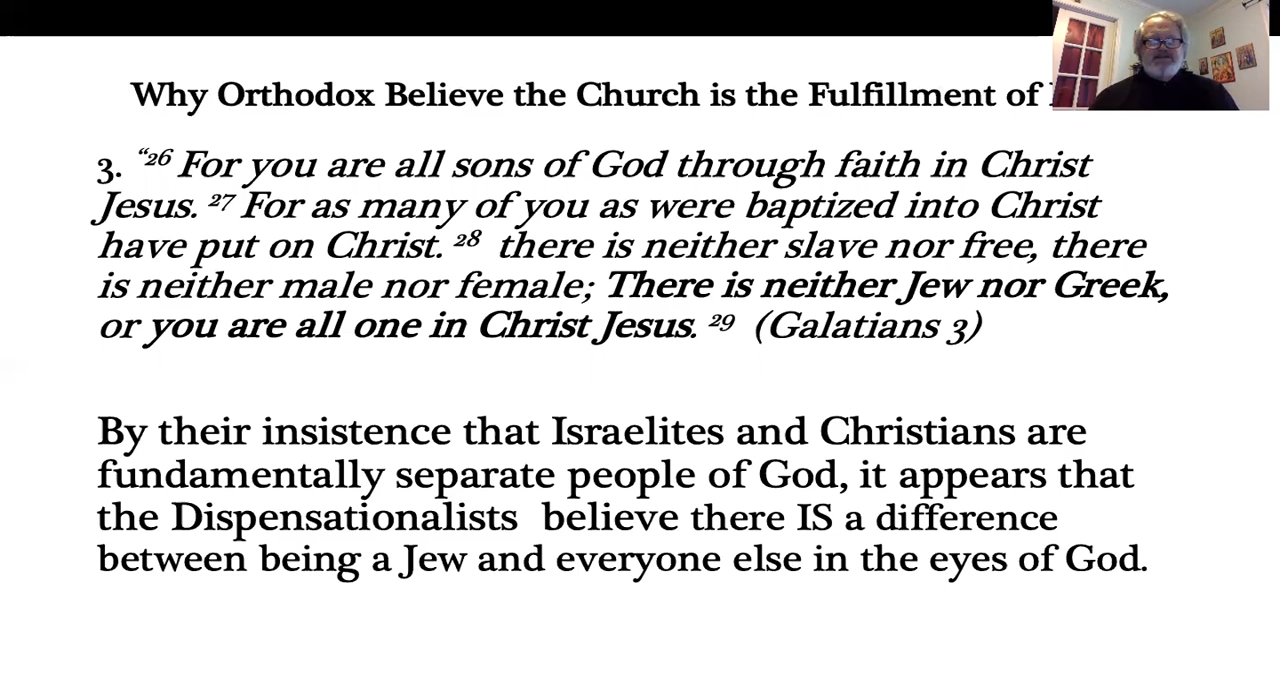 Why Orthodox Believe the Church is the Fulfillment of
3. “26 For you are all sons of God through faith in Christ
Jesus. 27 For as many of you as were baptized into Christ
have put on Christ. 28 there is neither slave nor free, there
is neither male nor female; There is neither Jew nor Greek,
or you are all one in Christ Jesus. 29 (Galatians 3)
By their insistence that Israelites and Christians are
fundamentally separate people of God, it appears that
the Dispensationalists believe there IS a difference
between being a Jew and everyone else in the eyes of God.